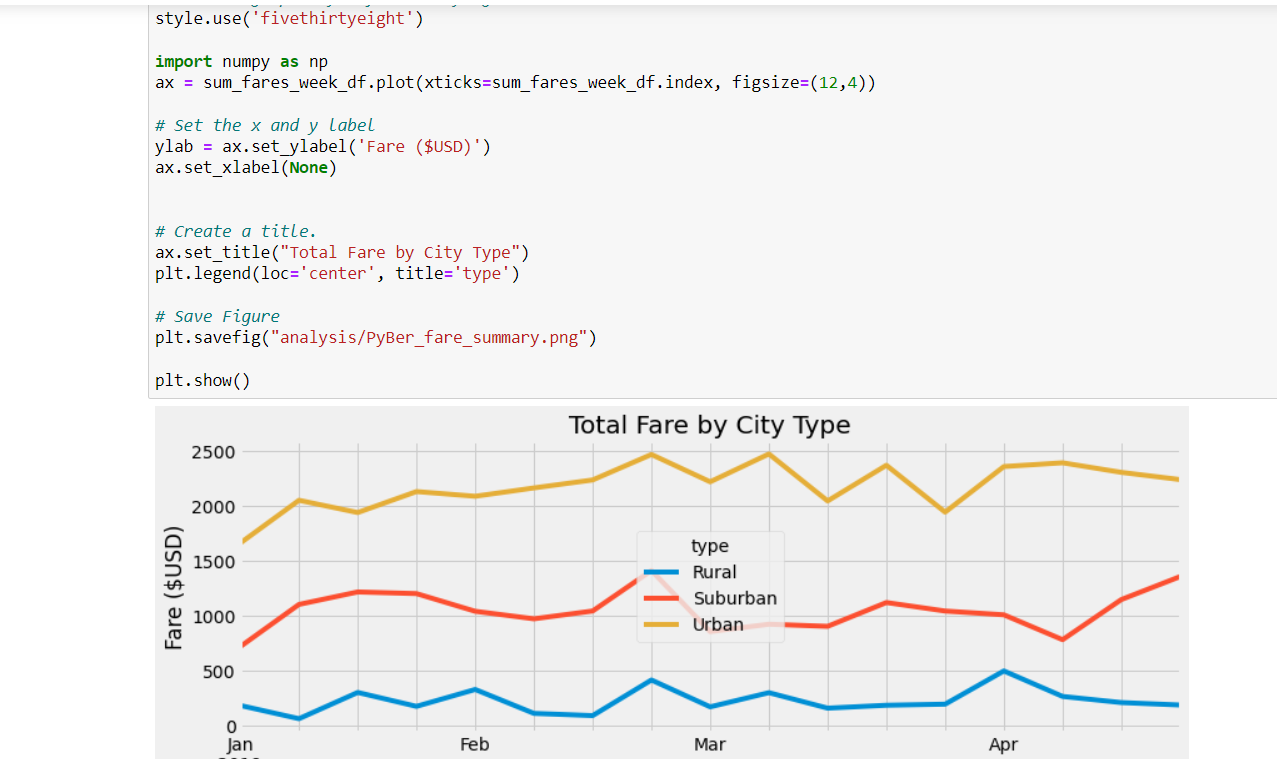 style.use('fivethirtyeight')
import numpy as np
ax = sum_fares_week_df.plot(xticks=sum_fares_week_df.index, figsize=(12,4))
# Set the x and y label
ylab = ax.set_ylabel('Fare ($USD)')
ax.set_xlabel(None)
# Create a title.
ax.set_title("Total Fare by City Type")
plt.legend(loc='center', title='type')
# Save Figure
plt.savefig("analysis/PyBer_fare_summary.png")
plt.show()
Total Fare by City Type
Fare ($USD)
2500
2000
1500
1000
500
0
type
Rural
Suburban
Urban
Jan Feb Mar Apr